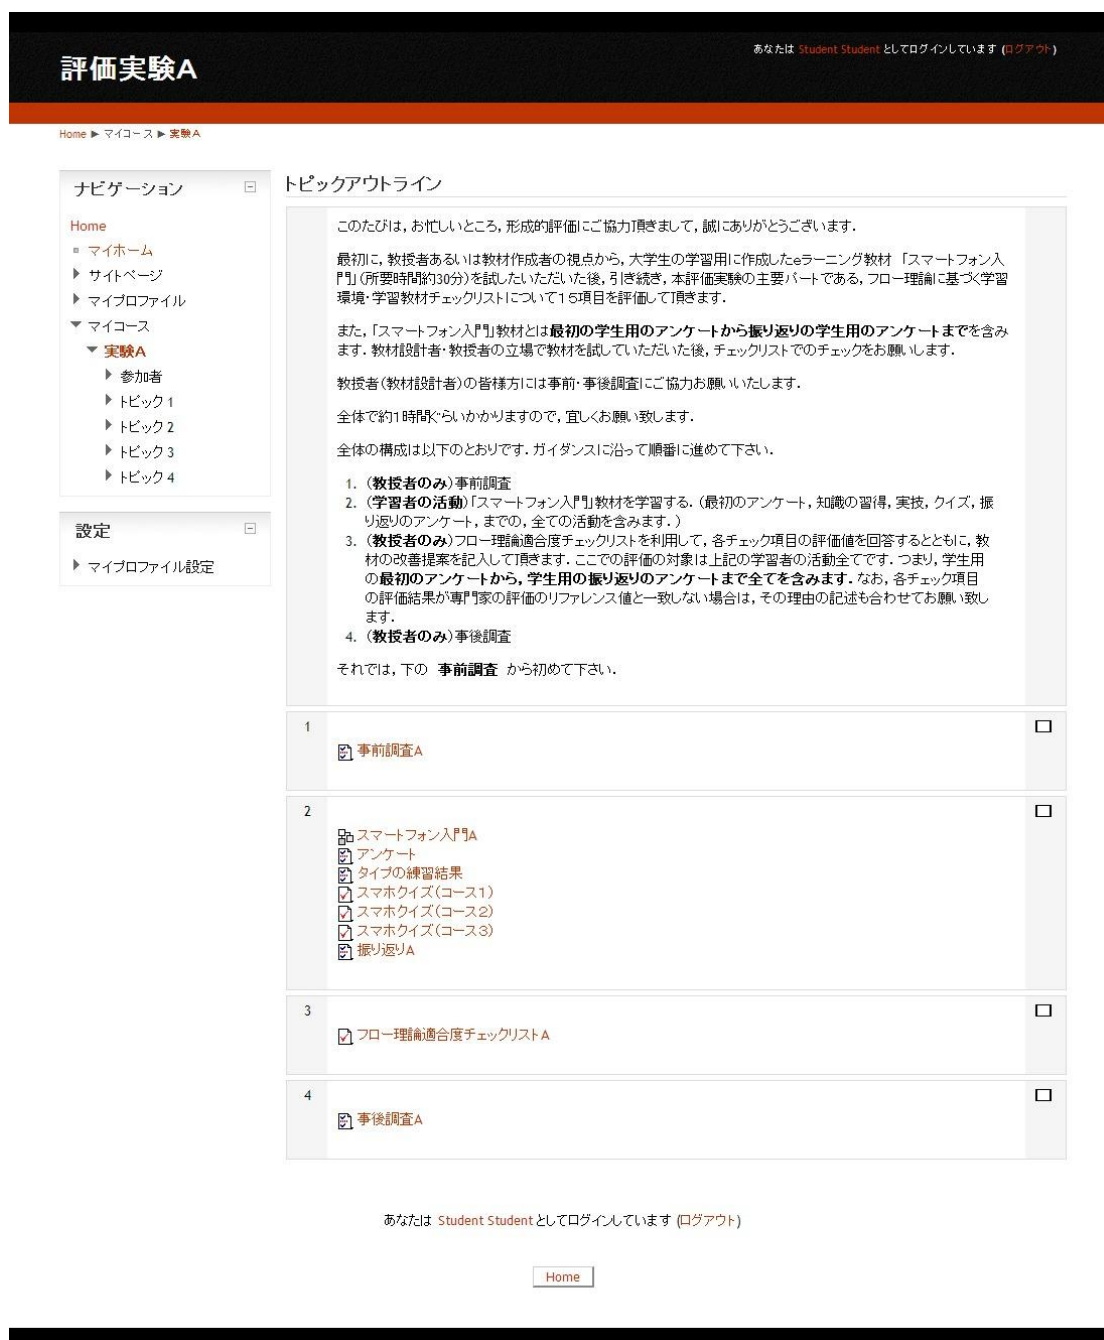 評価実験A
あなたは Student Student としてログインしています (ログアウト)
Home ▶ マイコース ▶ 実験A
ナビゲーション
Home
マイホーム
サイトページ
マイプロファイル
マイコース
実験A
参加者
トピック 1
トピック 2
トピック 3
トピック 4
設定
マイプロファイル設定
トピックアウトライン
このたびは，お忙しいところ，形成的評価にご協力頂きまして，誠にありがとうございます．
最初に，教授者あるいは教材作成者の視点から，大学生の学習用に作成したeラーニング教材 「スマートフォン入
門」（所要時間約30分）を試したいただいた後，引き続き，本評価実験の主要パートである，フロー理論に基づく学習
環境・学習教材チェックリストについて１５項目を評価して頂きます．
また，「スマートフォン入門」教材とは最初の学生用のアンケートから振り返りの学生用のアンケートまでを含み
ます．教材設計者・教授者の立場で教材を試していただいた後，チェックリストでのチェックをお願いします．
教授者（教材設計者）の皆様方には事前・事後調査にご協力お願いいたします．
全体で約１時間ぐらいかかりますので，宜しくお願い致します．
全体の構成は以下のとおりです．ガイダンスに沿って順番に進めて下さい．
1. （教授者のみ）事前調査
2. （学習者の活動）「スマートフォン入門」教材を学習する．（最初のアンケート，知識の習得，実技，クイズ，振
り返りのアンケート，までの，全ての活動を含みます．）
3. （教授者のみ）フロー理論適合度チェックリストを利用して，各チェック項目の評価値を回答するとともに，教
材の改善提案を記入して頂きます．ここでの評価の対象は上記の学習者の活動全てです．つまり，学生用
の最初のアンケートから，学生用の振り返りのアンケートまで全てを含みます．なお，各チェック項目
の評価結果が専門家の評価のリファレンス値と一致しない場合は，その理由の記述も合わせてお願い致し
ます．
4. （教授者のみ）事後調査
それでは，下の 事前調査 から初めて下さい．
1
事前調査A
2
スマートフォン入門A
アンケート
タイプの練習結果
スマホクイズ（コース１）
スマホクイズ（コース２）
スマホクイズ（コース３）
振り返りA
3
フロー理論適合度チェックリストA
4
事後調査A
あなたは Student Student としてログインしています (ログアウト)
Home